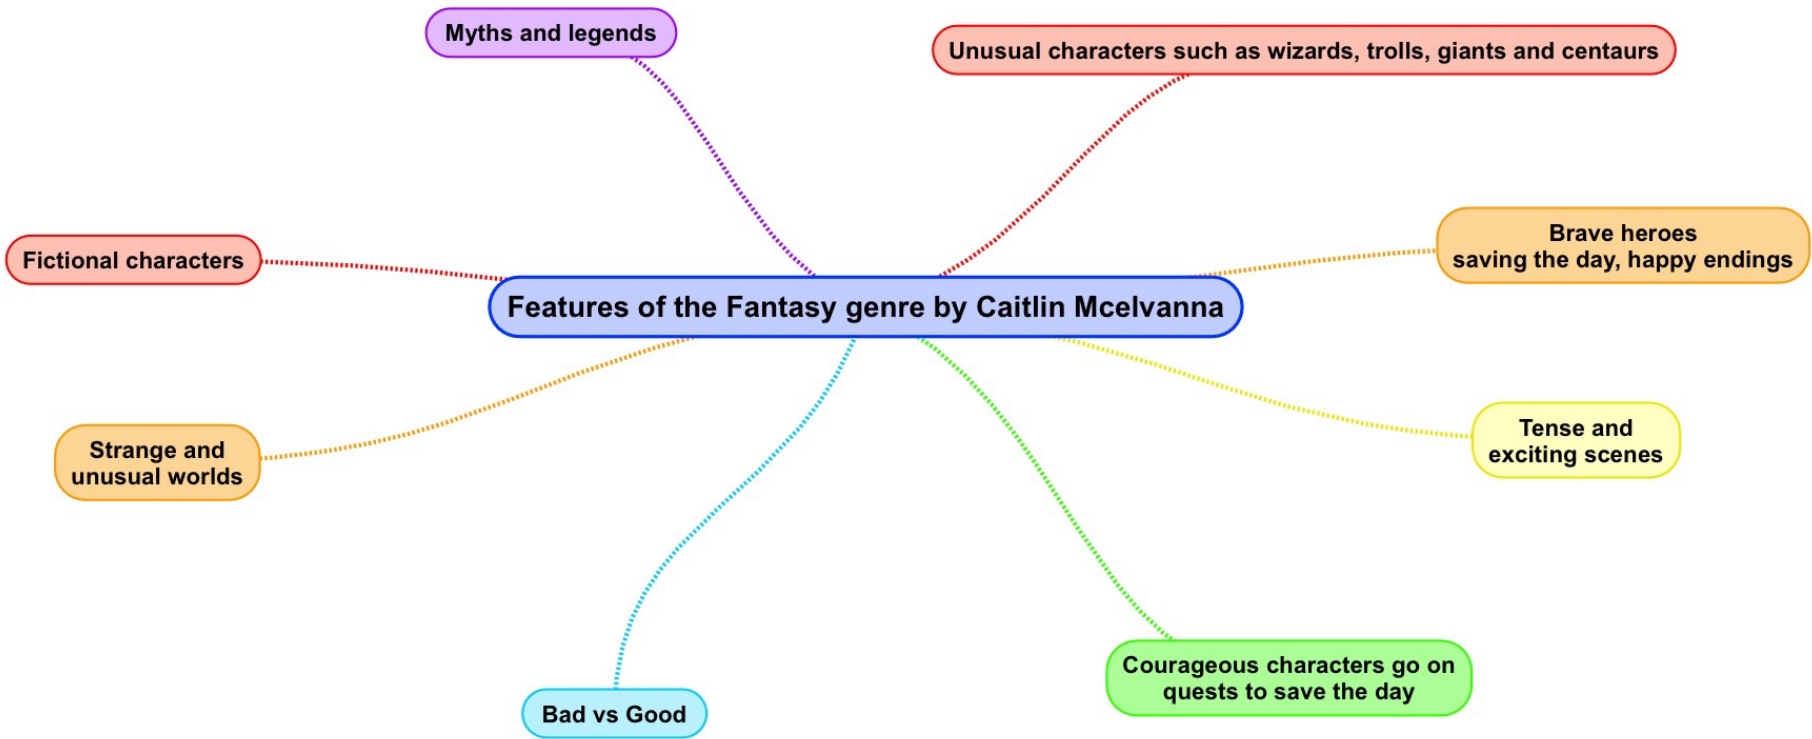 Myths and legends
Unusual characters such as wizards, trolls, giants and centaurs
Brave heroes
saving the day, happy endings
Fictional characters
Features of the Fantasy genre by Caitlin Mcelvanna
Strange and
unusual worlds
Tense and
exciting scenes
Courageous characters go on
quests to save the day
Bad vs Good